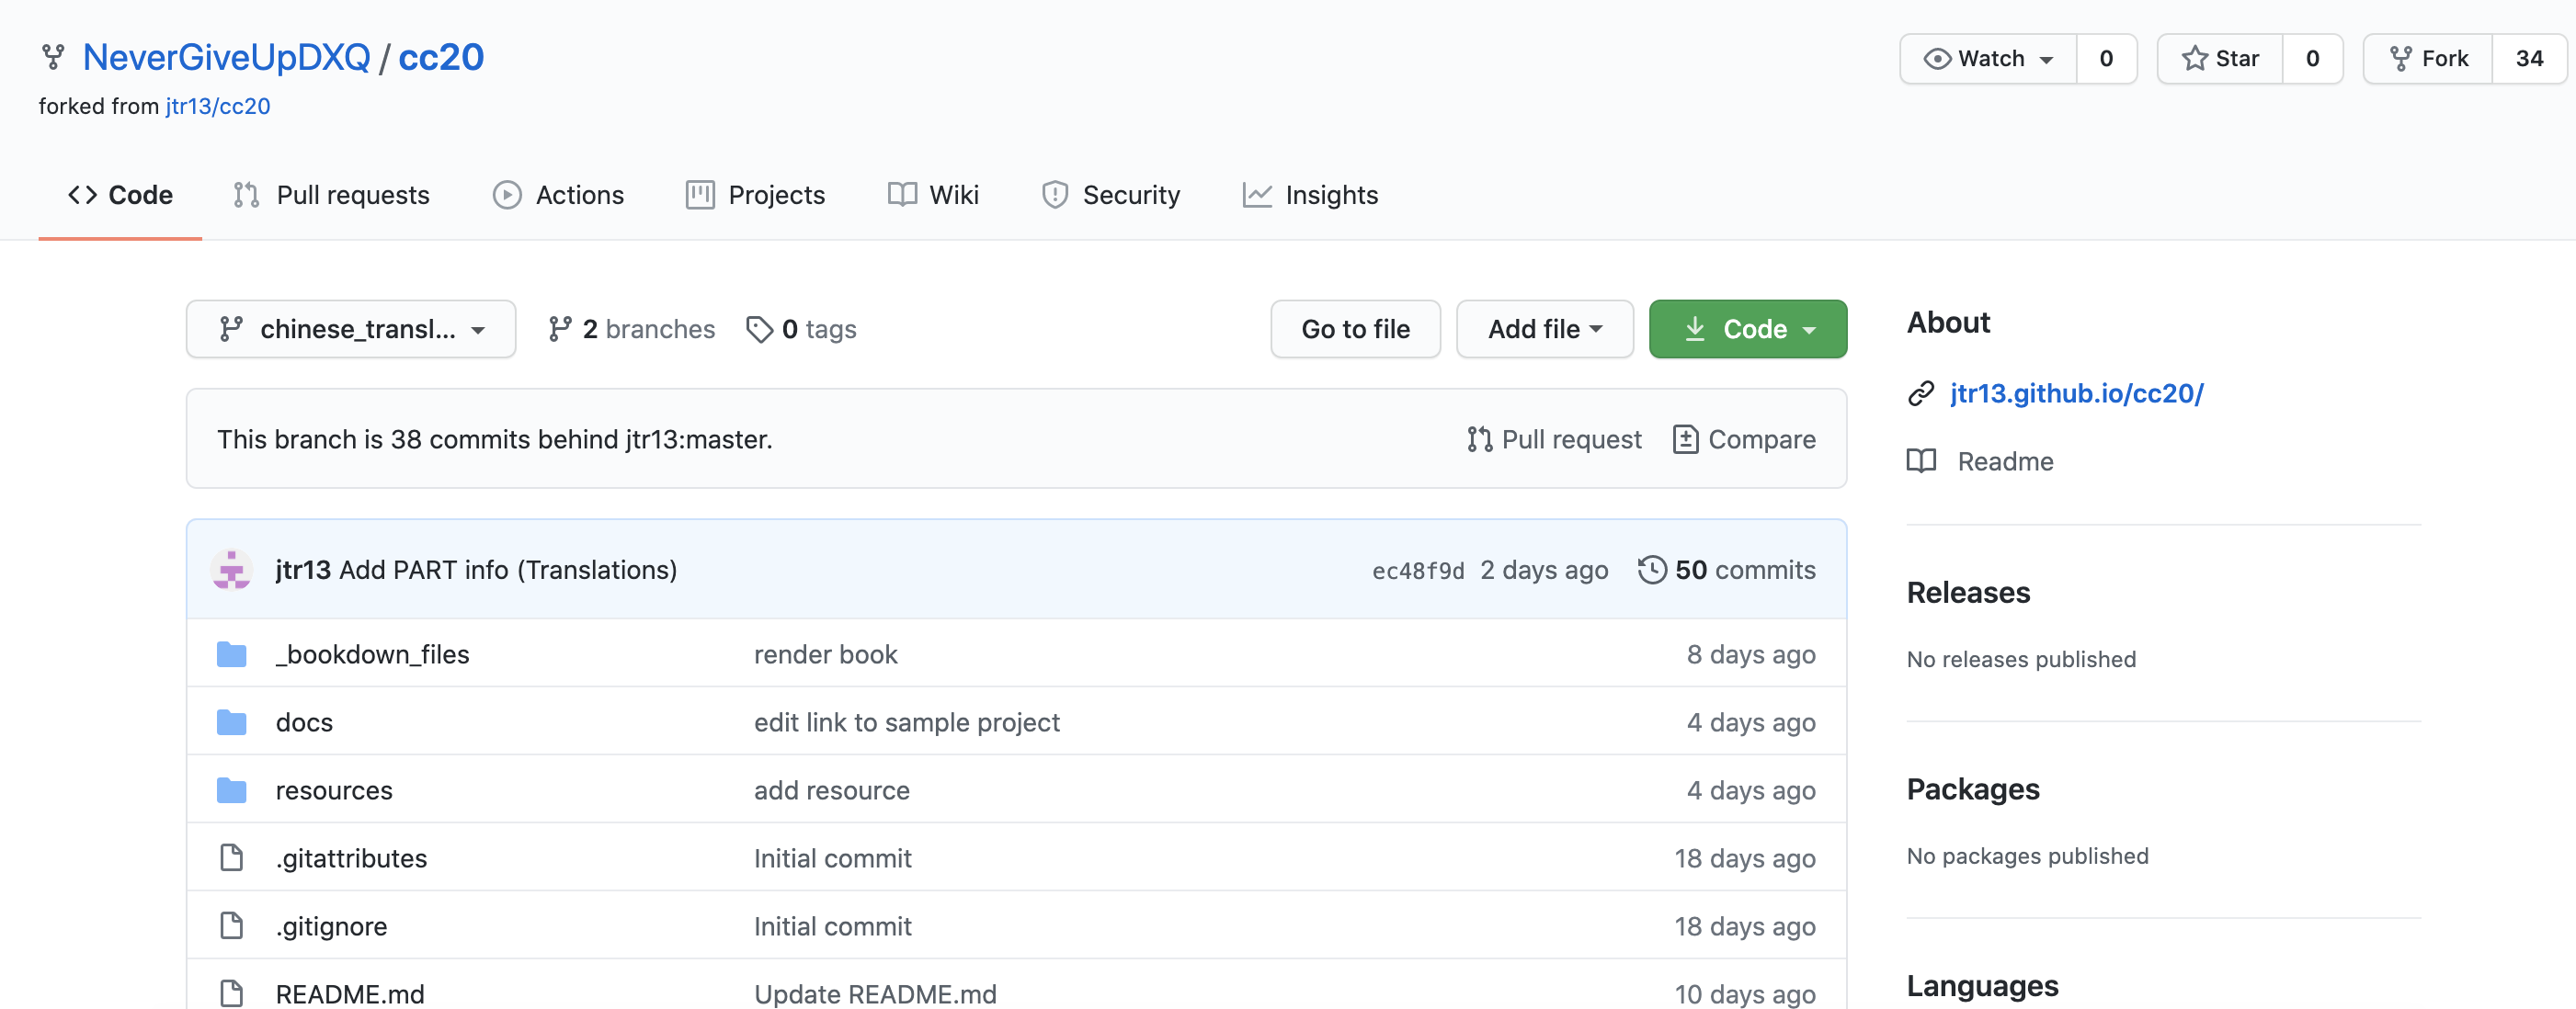 NeverGiveUpDXQ / cc20
Watch 0 Star 0 Fork 34
forked from jtr13/cc20
Code Pull requests Actions Projects Wiki Security Insights
chinese_transl... 2 branches 0 tags Go to file Add file Code
This branch is 38 commits behind jtr13:master. Pull request Compare
jtr13 Add PART info (Translations) ec48f9d 2 days ago 50 commits
_bookdown_files render book 8 days ago
docs edit link to sample project 4 days ago
resources add resource 4 days ago
.gitattributes Initial commit 18 days ago
.gitignore Initial commit 18 days ago
README.md Update README.md 10 days ago
About
jtr13.github.io/cc20/
Readme
Releases
No releases published
Packages
No packages published
Languages